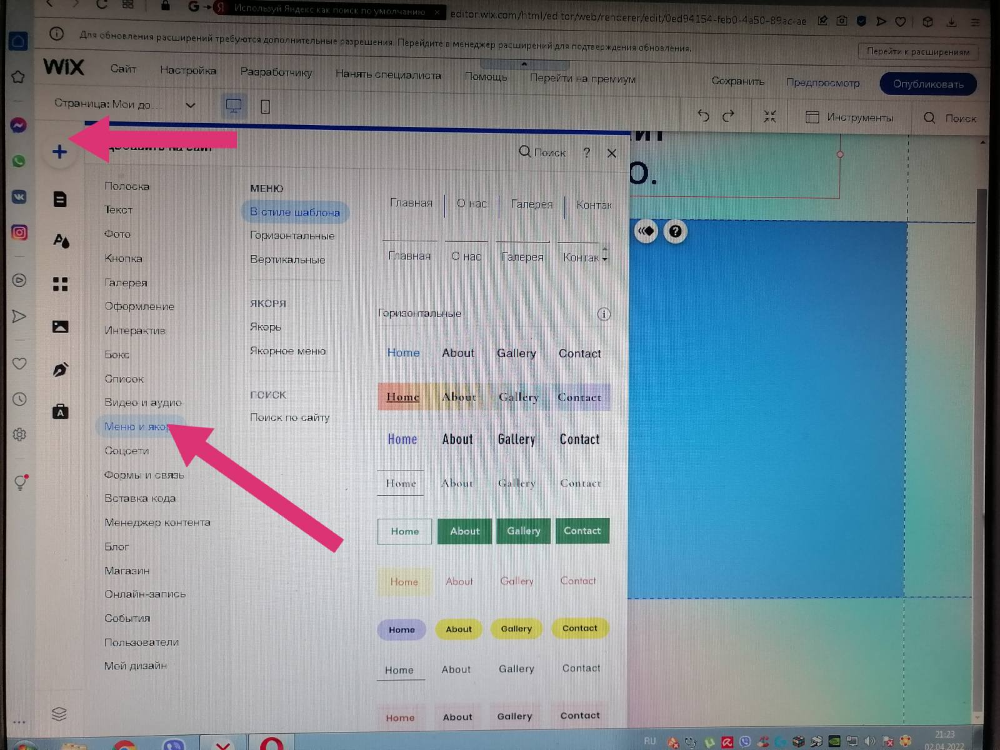 Используй Яндекс как поиск по умолчанию ×
editor.wix.com/html/editor/web/renderer/edit/0ed94154-feb0-4a50-89ac-ae
Для обновления расширений требуются дополнительные разрешения. Перейдите в менеджер расширений для подтверждения обновления.
Перейти к расширениям
WiX
Сайт
Настройка
Разработчику
Нанять специалиста
Помощь
Перейти на премиум
Сохранить
Предпросмотр
Опубликовать
Страница: Мои до...
Инструменты
Поиск
Добавить на сайт
Поиск
?
Полоска
Текст
Фото
Кнопка
Галерея
Оформление
Интерактив
Бокс
Список
Видео и аудио
Меню и якор
Соцсети
Формы и связь
Вставка кода
Менеджер контента
Блог
Магазин
Онлайн-запись
События
Пользователи
Мой дизайн
МЕНЮ
В стиле шаблона
Горизонтальные
Вертикальные
ЯКОРЯ
Якорь
Якорное меню
ПОИСК
Поиск по сайту
Главная О нас Галерея Контак
Главная О нас Галерея Контак
Горизонтальные
Home About Gallery Contact
Home About Gallery Contact
Home About Gallery Contact
Home About Gallery Contact
Home About Gallery Contact
Home About Gallery Contact
Home About Gallery Contact
Home About Gallery Contact
Home About Gallery Contact
о.
RU
21:23
02.04.2022